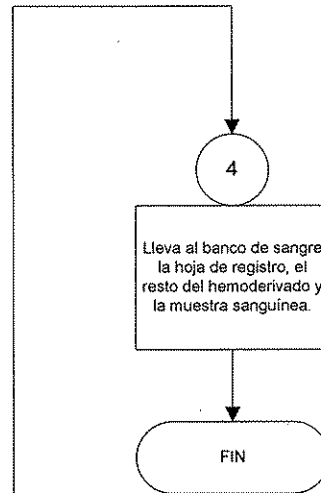 4
Lleva al banco de sangre
la hoja de registro, el
resto del hemoderivado y
la muestra sanguínea.
FIN